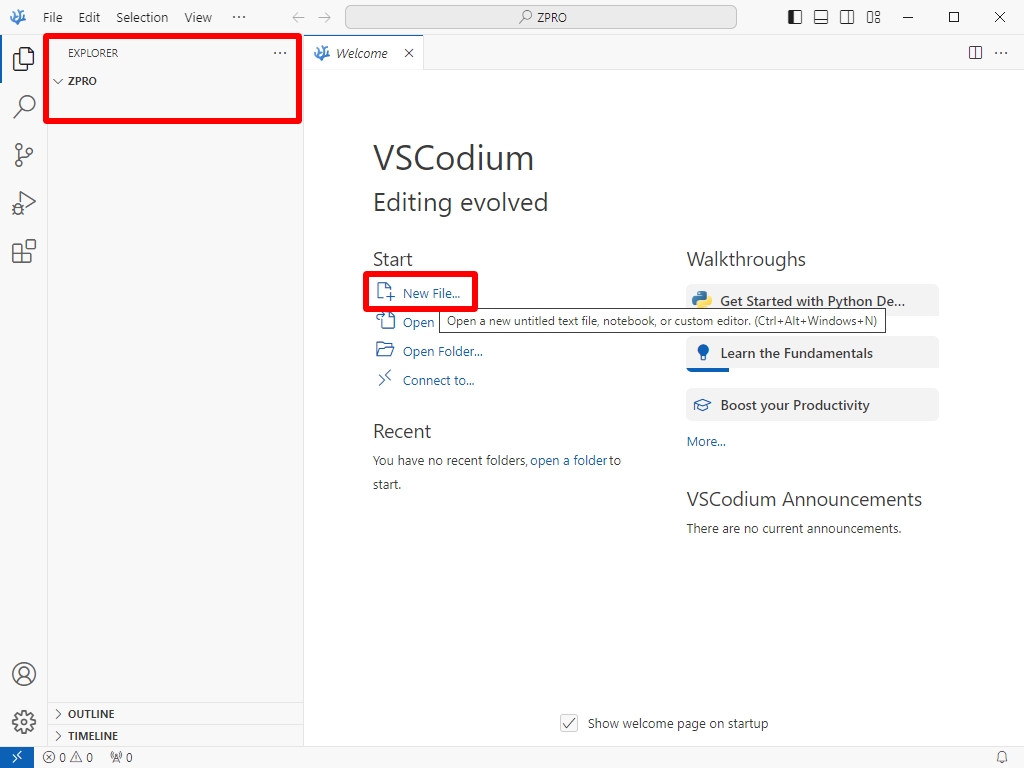 File Edit Selection View ··· ZPRO
EXPLORER ···
ZPRO
Welcome
VSCodium
Editing evolved
Start
New File...
Open
Open a new untitled text file, notebook, or custom editor. (Ctrl+Alt+Windows+N)
Open Folder...
Connect to...
Recent
You have no recent folders, open a folder to
start.
Walkthroughs
Get Started with Python De...
Learn the Fundamentals
Boost your Productivity
More...
VSCodium Announcements
There are no current announcements.
Show welcome page on startup
OUTLINE
TIMELINE
0 0 0